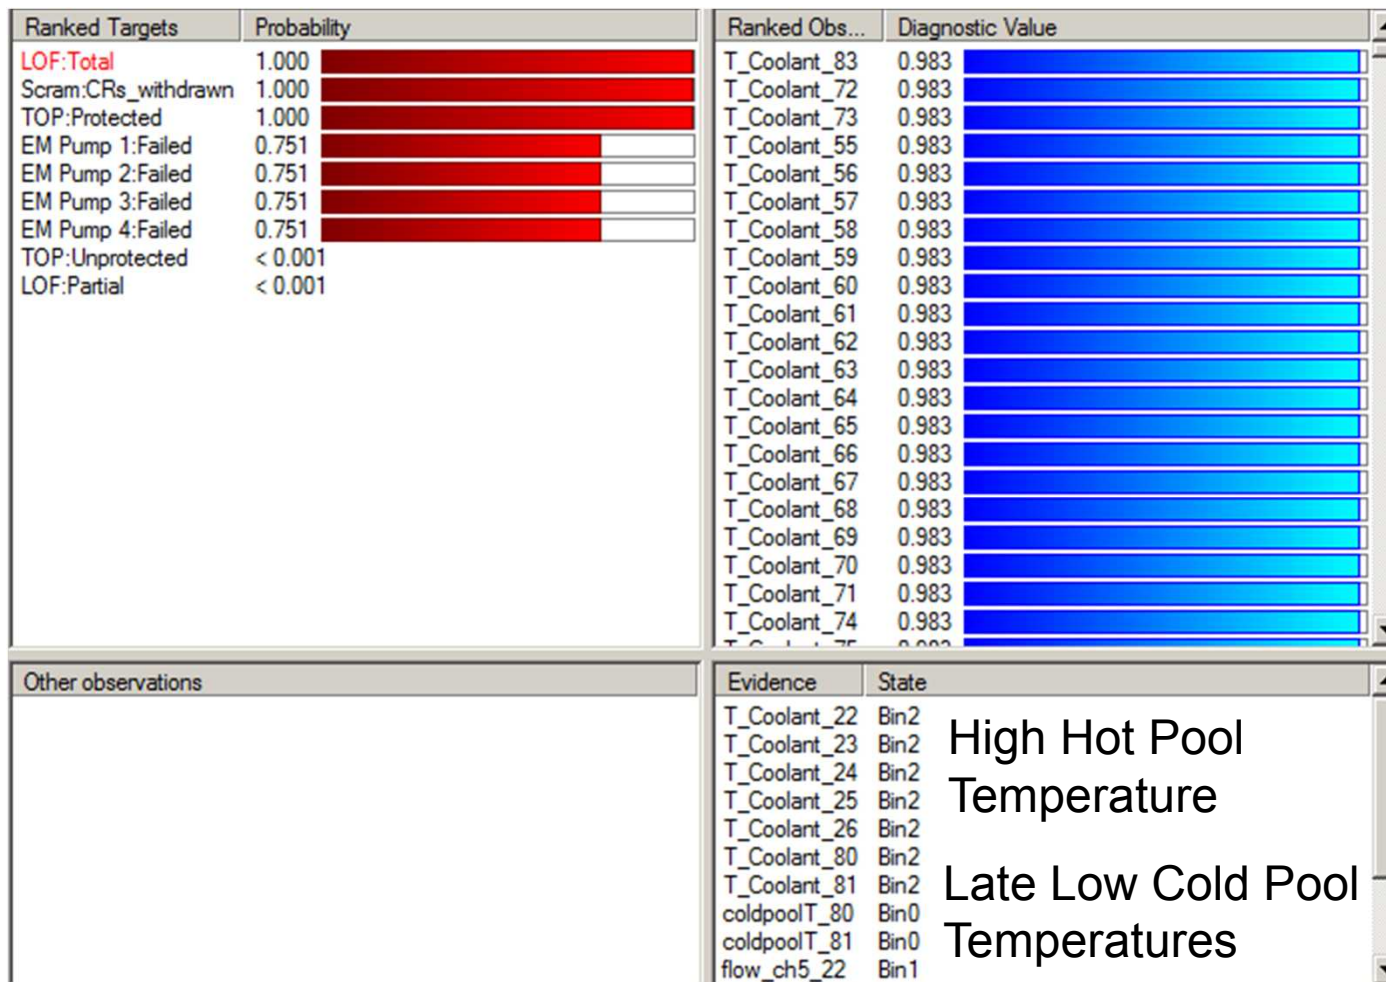 Ranked Targets Probability
LOF:Total 1.000
Scram:CRs_withdrawn 1.000
TOP:Protected 1.000
EM Pump 1:Failed 0.751
EM Pump 2:Failed 0.751
EM Pump 3:Failed 0.751
EM Pump 4:Failed 0.751
TOP:Unprotected < 0.001
LOF:Partial < 0.001
Ranked Obs... Diagnostic Value
T_Coolant_83 0.983
T_Coolant_72 0.983
T_Coolant_73 0.983
T_Coolant_55 0.983
T_Coolant_56 0.983
T_Coolant_57 0.983
T_Coolant_58 0.983
T_Coolant_59 0.983
T_Coolant_60 0.983
T_Coolant_61 0.983
T_Coolant_62 0.983
T_Coolant_63 0.983
T_Coolant_64 0.983
T_Coolant_65 0.983
T_Coolant_66 0.983
T_Coolant_67 0.983
T_Coolant_68 0.983
T_Coolant_69 0.983
T_Coolant_70 0.983
T_Coolant_71 0.983
T_Coolant_74 0.983
Other observations
Evidence State
T_Coolant_22 Bin2
T_Coolant_23 Bin2
T_Coolant_24 Bin2
T_Coolant_25 Bin2
T_Coolant_26 Bin2
T_Coolant_80 Bin2
T_Coolant_81 Bin2
coldpoolT_80 Bin0
coldpoolT_81 Bin0
flow_ch5_22 Bin1
High Hot Pool
Temperature
Late Low Cold Pool
Temperatures